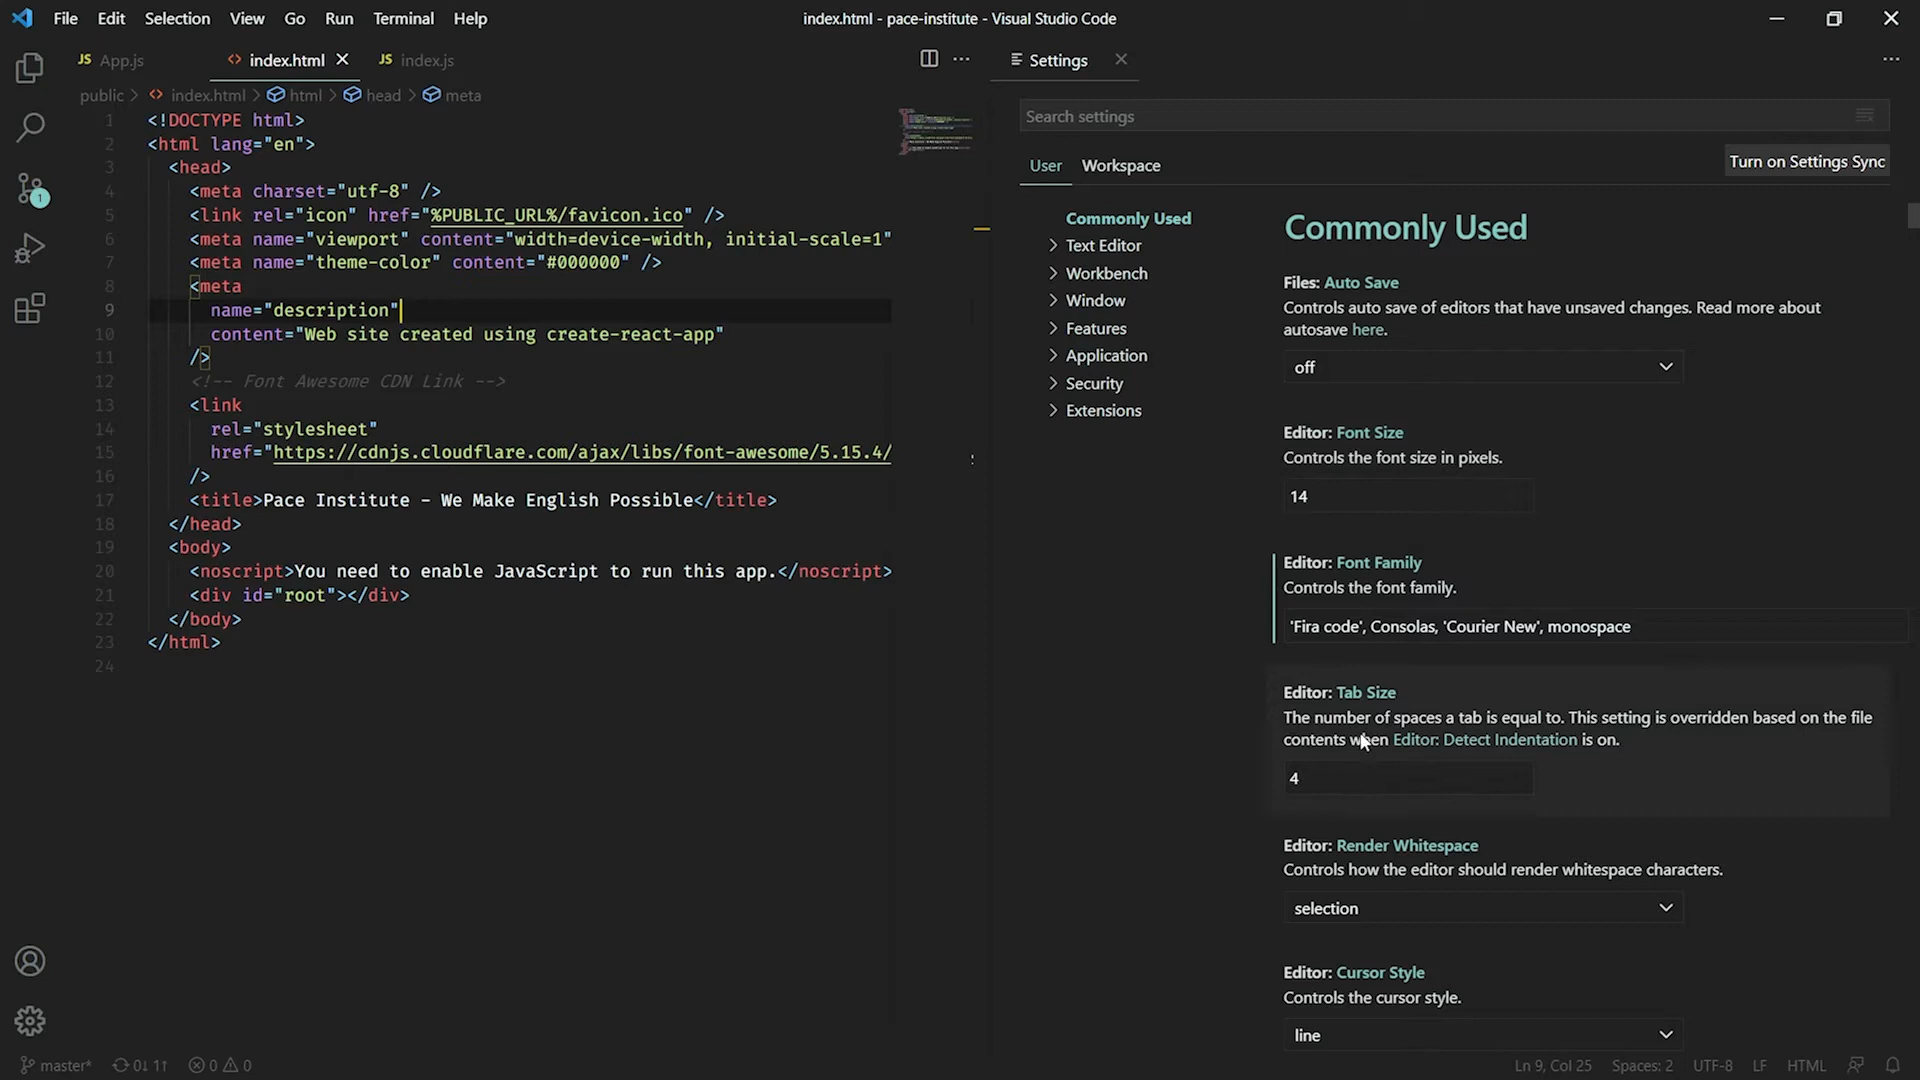 File Edit Selection View Go Run Terminal Help
index.html - pace-institute - Visual Studio Code
JS App.js
<> index.html
JS index.js
public > <> index.html > html > head > meta
1 <!DOCTYPE html>
2 <html lang="en">
3 <head>
4 <meta charset="utf-8" />
5 <link rel="icon" href="%PUBLIC_URL%/favicon.ico" />
6 <meta name="viewport" content="width=device-width, initial-scale=1"
7 <meta name="theme-color" content="#000000" />
8 <meta
9 name="description"
10 content="Web site created using create-react-app"
11 />
12 <!-- Font Awesome CDN Link -->
13 <link
14 rel="stylesheet"
15 href="https://cdnjs.cloudflare.com/ajax/libs/font-awesome/5.15.4/
16 />
17 <title>Pace Institute - We Make English Possible</title>
18 </head>
19 <body>
20 <noscript>You need to enable JavaScript to run this app.</noscript>
21 <div id="root"></div>
22 </body>
23 </html>
24
1
Settings
Search settings
User Workspace
Turn on Settings Sync
Commonly Used
Text Editor
Workbench
Window
Features
Application
Security
Extensions
Commonly Used
Files: Auto Save
Controls auto save of editors that have unsaved changes. Read more about
autosave here.
off
Editor: Font Size
Controls the font size in pixels.
14
Editor: Font Family
Controls the font family.
'Fira code', Consolas, 'Courier New', monospace
Editor: Tab Size
The number of spaces a tab is equal to. This setting is overridden based on the file
contents when Editor: Detect Indentation is on.
4
Editor: Render Whitespace
Controls how the editor should render whitespace characters.
selection
Editor: Cursor Style
Controls the cursor style.
line
master* 0↓ 1↑ 0 0
Ln 9, Col 25 Spaces: 2 UTF-8 LF HTML